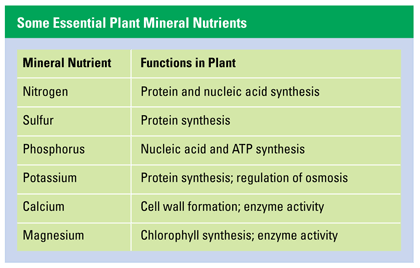 Some Essential Plant Mineral Nutrients
Mineral Nutrient Functions in Plant
Nitrogen Protein and nucleic acid synthesis
Sulfur Protein synthesis
Phosphorus Nucleic acid and ATP synthesis
Potassium Protein synthesis; regulation of osmosis
Calcium Cell wall formation; enzyme activity
Magnesium Chlorophyll synthesis; enzyme activity